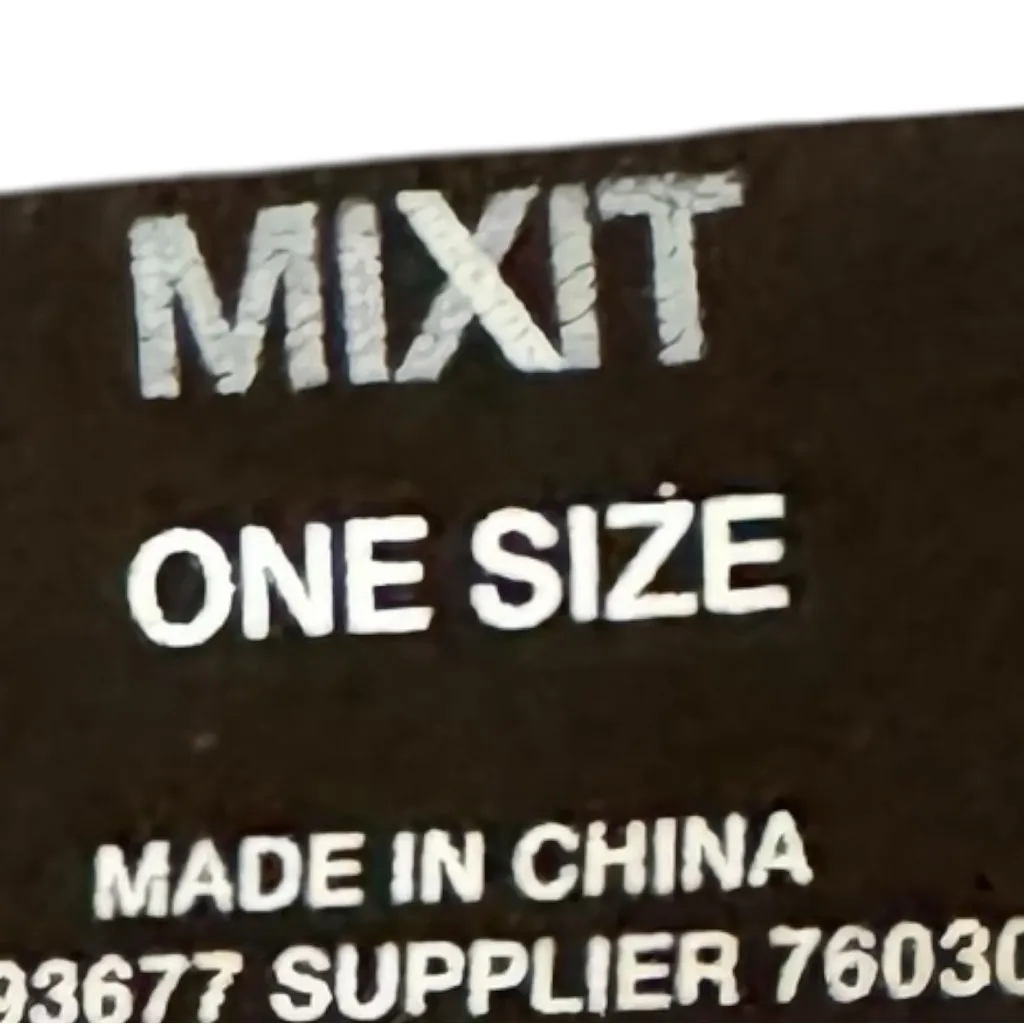 MIXIT
ONE SIZE
MADE IN CHINA
93677 SUPPLIER 76030